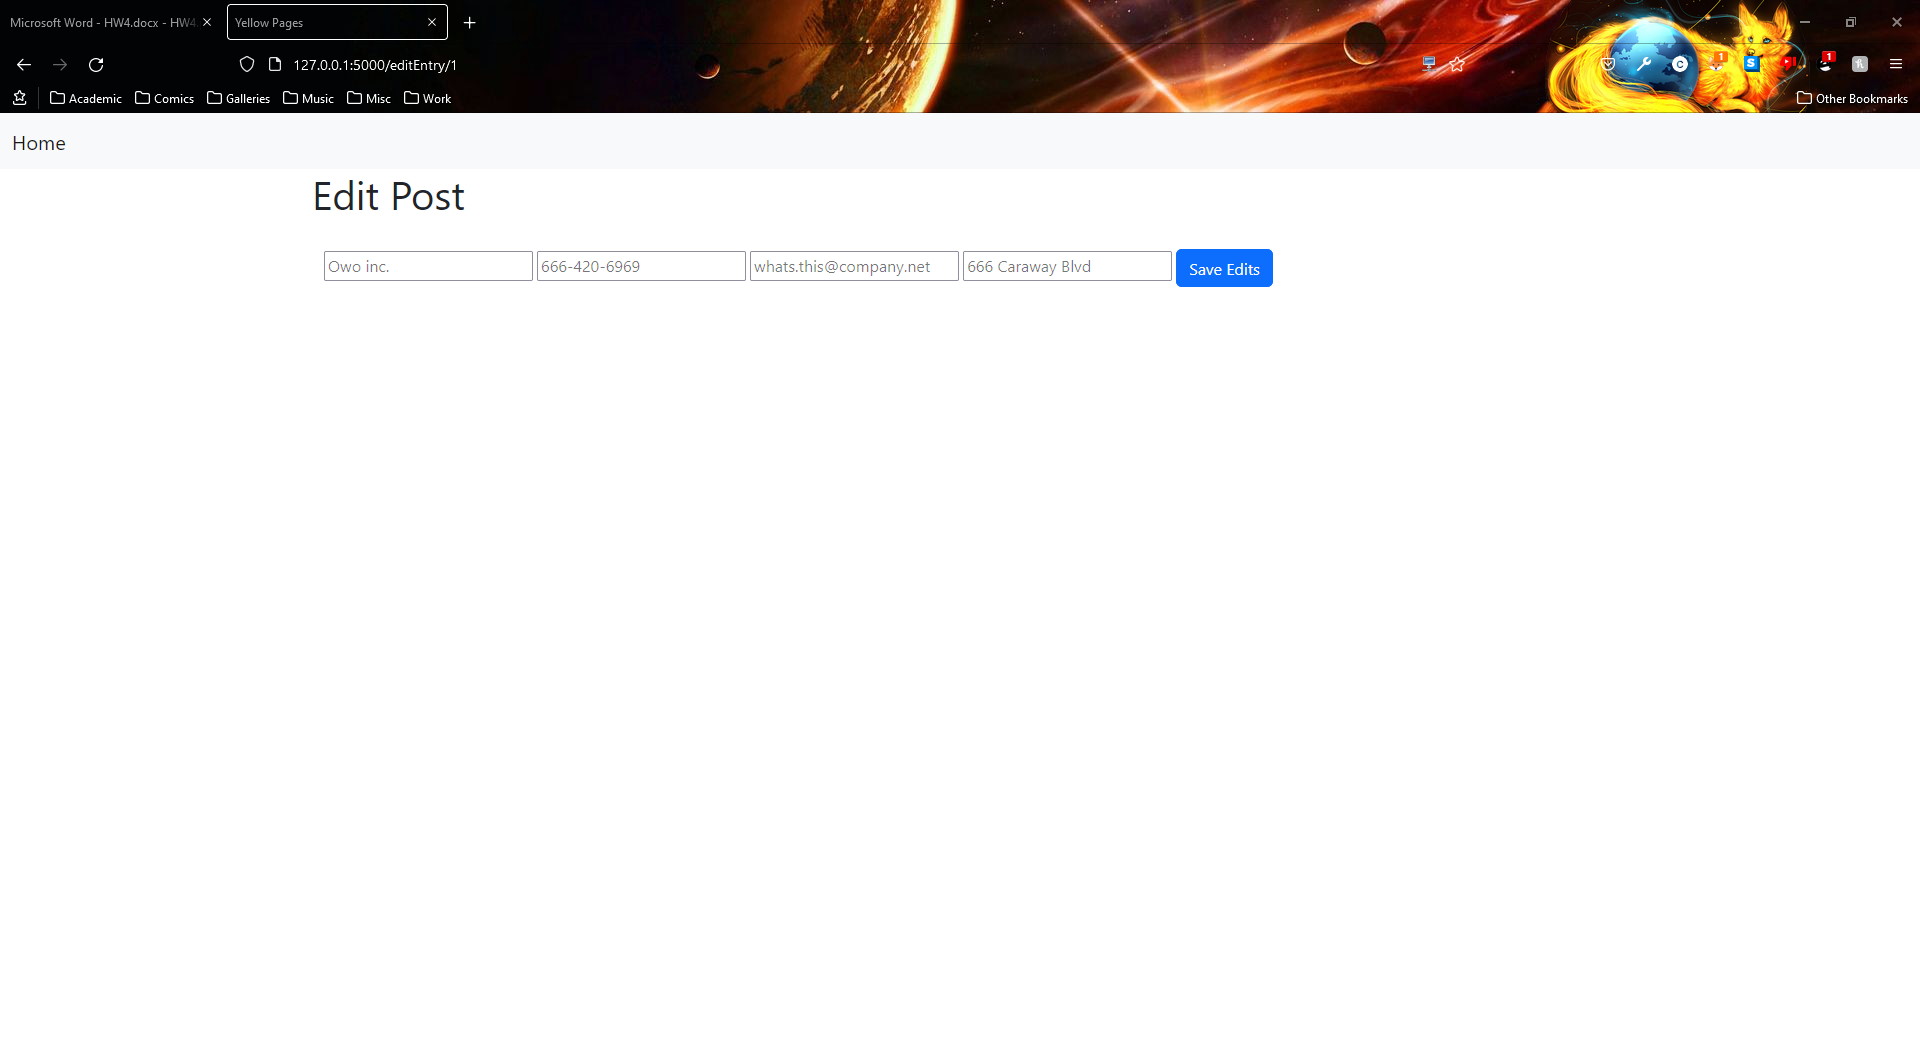 Microsoft Word - HW4.docx - HW4.
Yellow Pages
127.0.0.1:5000/editEntry/1
1
S
1
C
Academic
Comics
Galleries
Music
Misc
Work
Other Bookmarks
Home
Edit Post
Owo inc.
666-420-6969
whats.this@company.net
666 Caraway Blvd
Save Edits